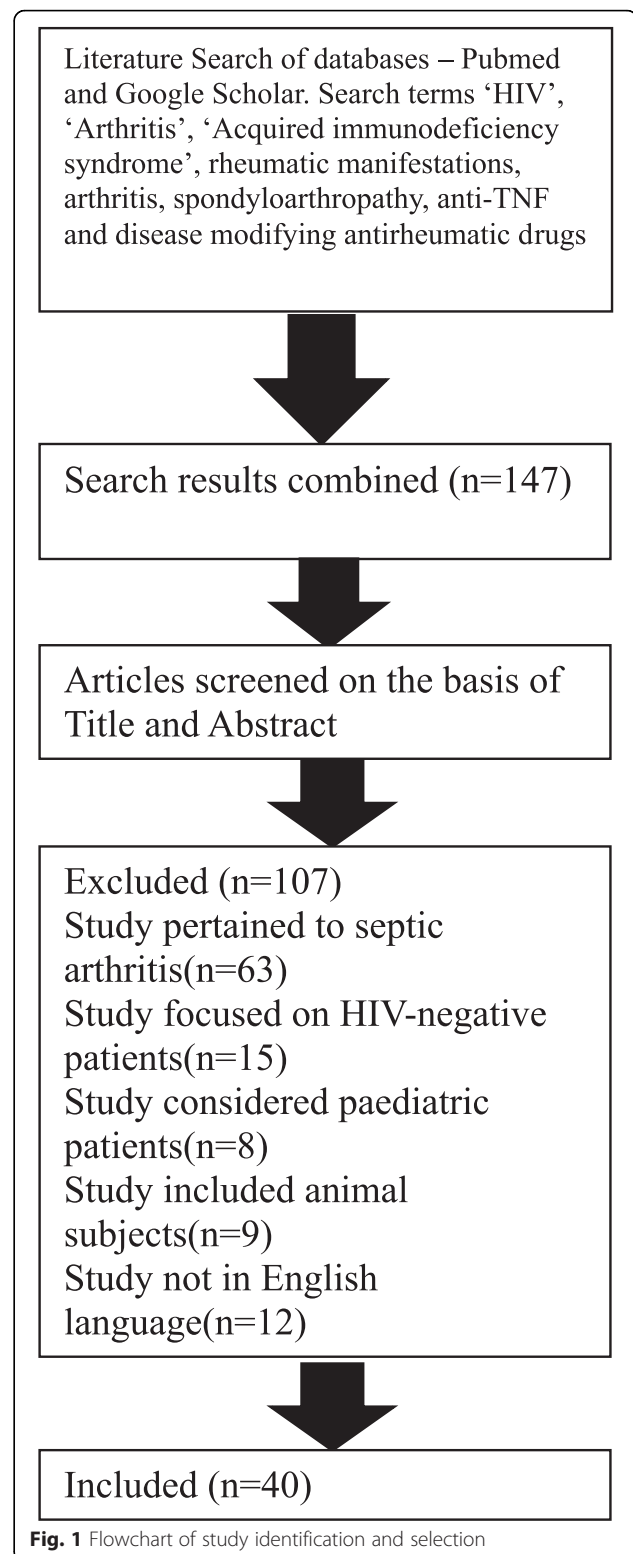 Literature Search of databases – Pubmed
and Google Scholar. Search terms ‘HIV’,
‘Arthritis’, ‘Acquired immunodeficiency
syndrome’, rheumatic manifestations,
arthritis, spondyloarthropathy, anti-TNF
and disease modifying antirheumatic drugs
Search results combined (n=147)
Articles screened on the basis of
Title and Abstract
Excluded (n=107)
Study pertained to septic
arthritis(n=63)
Study focused on HIV-negative
patients(n=15)
Study considered paediatric
patients(n=8)
Study included animal
subjects(n=9)
Study not in English
language(n=12)
Included (n=40)
Fig. 1 Flowchart of study identification and selection